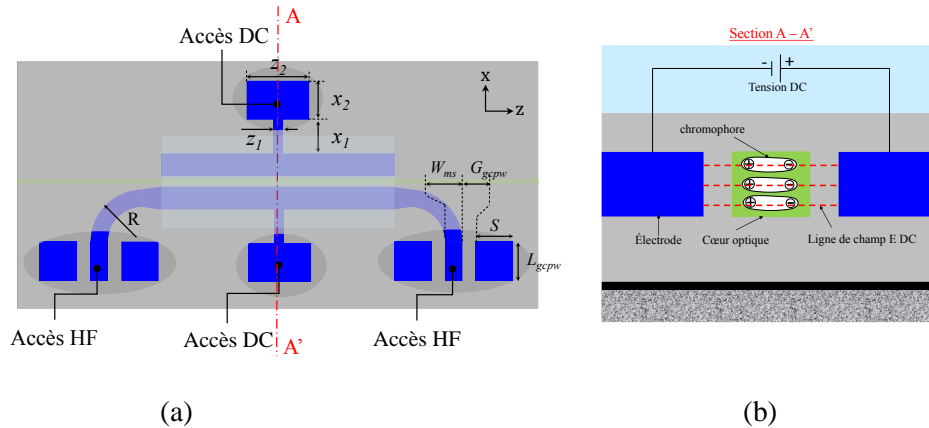 A
Accès DC
z2
x
z
x2
z1
x1
Wms
Ggcpw
R
S
Lgcpw
Accès HF
Accès DC
A'
Accès HF
(a)
Section A – A'
- +
Tension DC
chromophore
+ -
+ -
+ -
Électrode
Cœur optique
Ligne de champ E DC
(b)